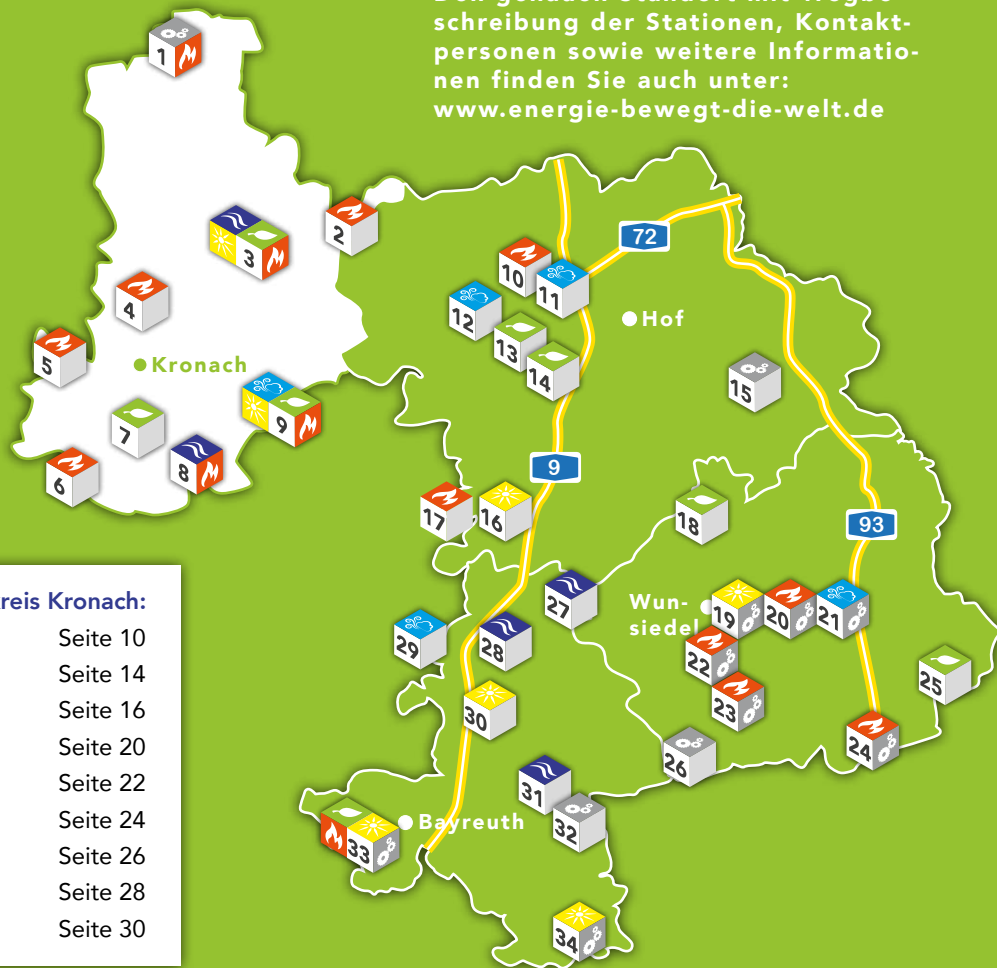 schreibung der Stationen, Kontakt-
personen sowie weitere Informatio-
nen finden Sie auch unter:
www.energie-bewegt-die-welt.de
1
2
3
4
5
Kronach
6
7
8
9
10
11
12
13
14
72
Hof
15
9
16
17
18
93
Wun-
siedel
19
20
21
22
23
24
25
26
27
28
29
30
31
32
Bayreuth
33
34
reis Kronach:
Seite 10
Seite 14
Seite 16
Seite 20
Seite 22
Seite 24
Seite 26
Seite 28
Seite 30